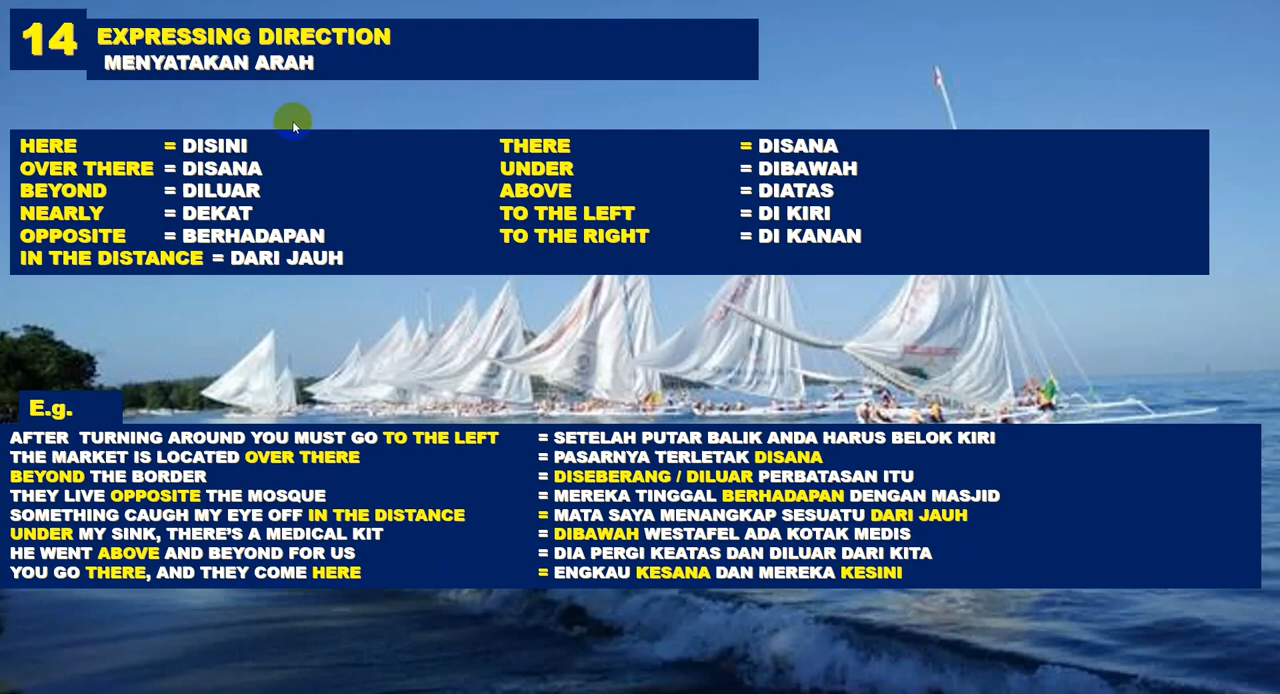 14 EXPRESSING DIRECTION
MENYATAKAN ARAH
HERE = DISINI THERE = DISANA
OVER THERE = DISANA UNDER = DIBAWAH
BEYOND = DILUAR ABOVE = DIATAS
NEARLY = DEKAT TO THE LEFT = DI KIRI
OPPOSITE = BERHADAPAN TO THE RIGHT = DI KANAN
IN THE DISTANCE = DARI JAUH
E.g.
AFTER TURNING AROUND YOU MUST GO TO THE LEFT = SETELAH PUTAR BALIK ANDA HARUS BELOK KIRI
THE MARKET IS LOCATED OVER THERE = PASARNYA TERLETAK DISANA
BEYOND THE BORDER = DISEBERANG / DILUAR PERBATASAN ITU
THEY LIVE OPPOSITE THE MOSQUE = MEREKA TINGGAL BERHADAPAN DENGAN MASJID
SOMETHING CAUGH MY EYE OFF IN THE DISTANCE = MATA SAYA MENANGKAP SESUATU DARI JAUH
UNDER MY SINK, THERE'S A MEDICAL KIT = DIBAWAH WESTAFEL ADA KOTAK MEDIS
HE WENT ABOVE AND BEYOND FOR US = DIA PERGI KEATAS DAN DILUAR DARI KITA
YOU GO THERE, AND THEY COME HERE = ENGKAU KESANA DAN MEREKA KESINI